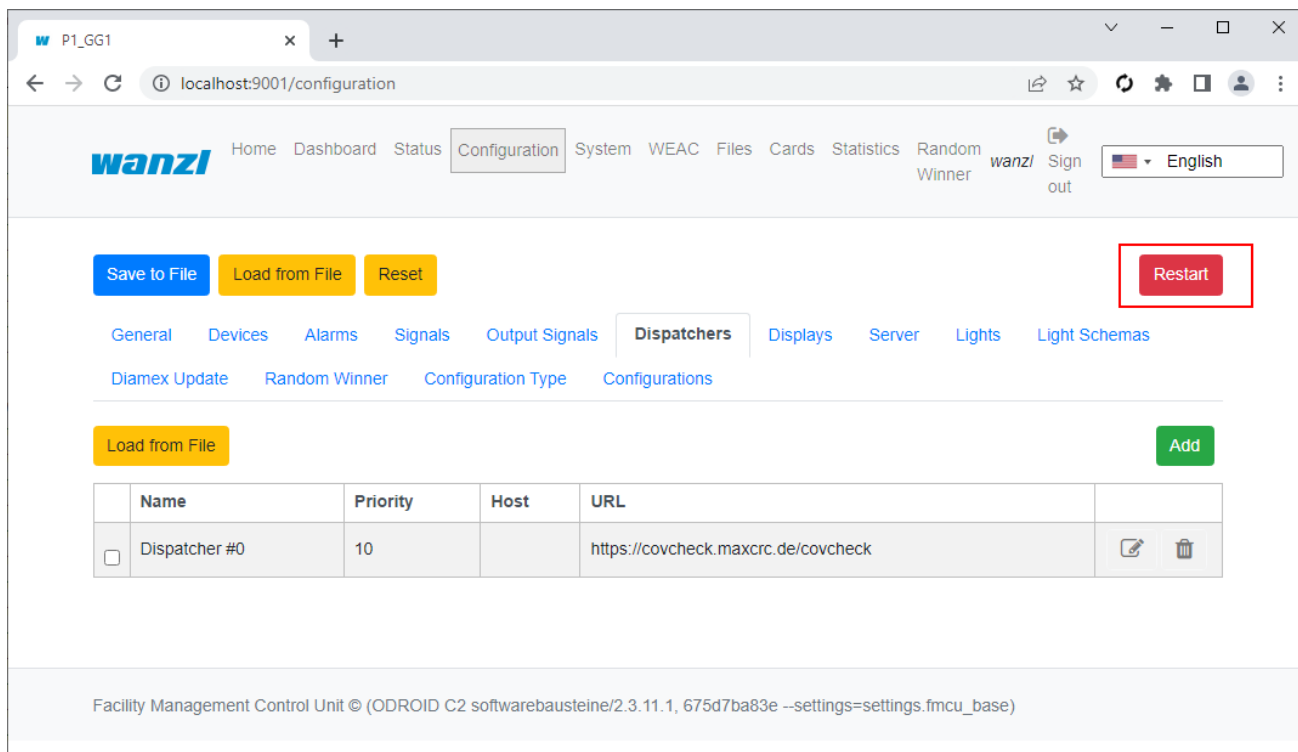 P1_GG1
localhost:9001/configuration
wanzl
Home Dashboard Status Configuration System WEAC Files Cards Statistics Random Winner wanzl Sign out English
Save to File Load from File Reset Restart
General Devices Alarms Signals Output Signals Dispatchers Displays Server Lights Light Schemas
Diamex Update Random Winner Configuration Type Configurations
Load from File Add
Name Priority Host URL
Dispatcher #0 10 https://covcheck.maxcrc.de/covcheck
Facility Management Control Unit © (ODROID C2 softwarebausteine/2.3.11.1, 675d7ba83e --settings=settings.fmcu_base)